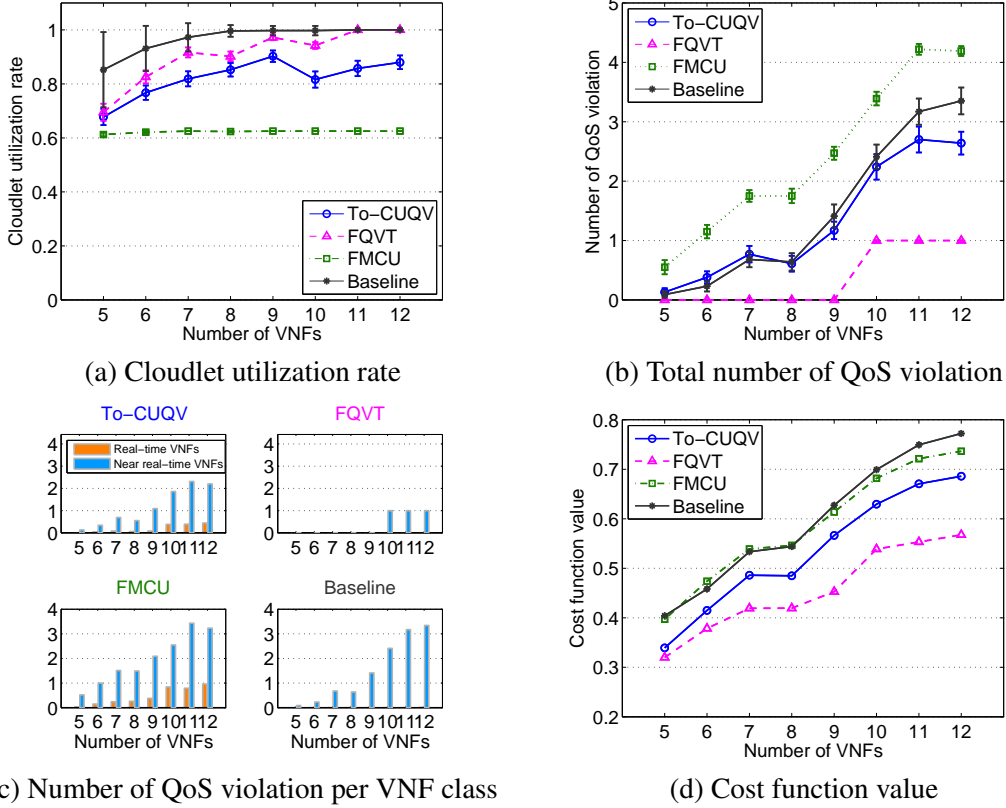 1
0.8
0.6
0.4
0.2
0
Cloudlet utilization rate
5 6 7 8 9 10 11 12
Number of VNFs
To−CUQV
FQVT
FMCU
Baseline
(a) Cloudlet utilization rate
5
4
3
2
1
0
Number of QoS violation
5 6 7 8 9 10 11 12
Number of VNFs
To−CUQV
FQVT
FMCU
Baseline
(b) Total number of QoS violation
To−CUQV
4
3
2
1
0
Real−time VNFs
Near real−time VNFs
5 6 7 8 9 10 11 12
FQVT
4
3
2
1
0
5 6 7 8 9 10 11 12
FMCU
4
3
2
1
0
5 6 7 8 9 10 11 12
Number of VNFs
Baseline
4
3
2
1
0
5 6 7 8 9 10 11 12
Number of VNFs
c) Number of QoS violation per VNF class
0.8
0.7
0.6
0.5
0.4
0.3
0.2
Cost function value
5 6 7 8 9 10 11 12
Number of VNFs
To−CUQV
FQVT
FMCU
Baseline
(d) Cost function value